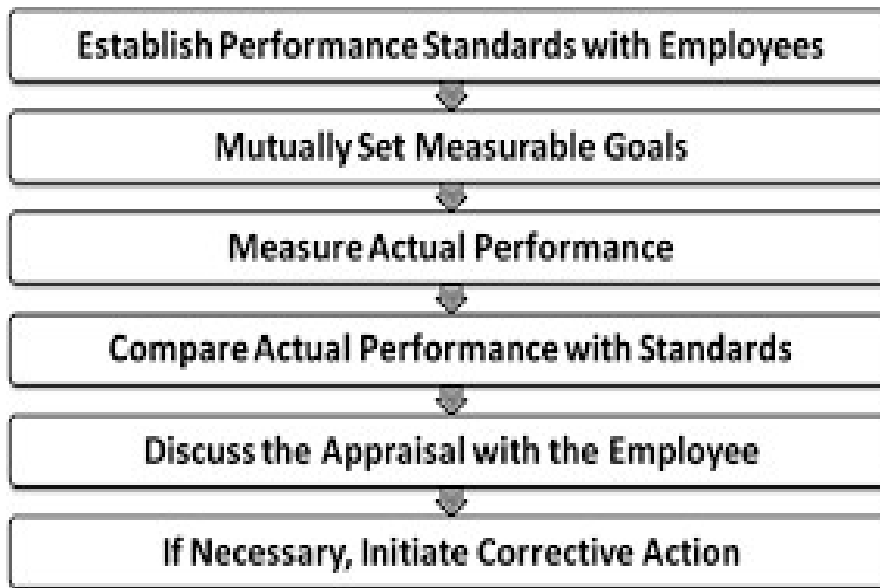 Establish Performance Standards with Employees
Mutually Set Measurable Goals
Measure Actual Performance
Compare Actual Performance with Standards
Discuss the Appraisal with the Employee
If Necessary, Initiate Corrective Action